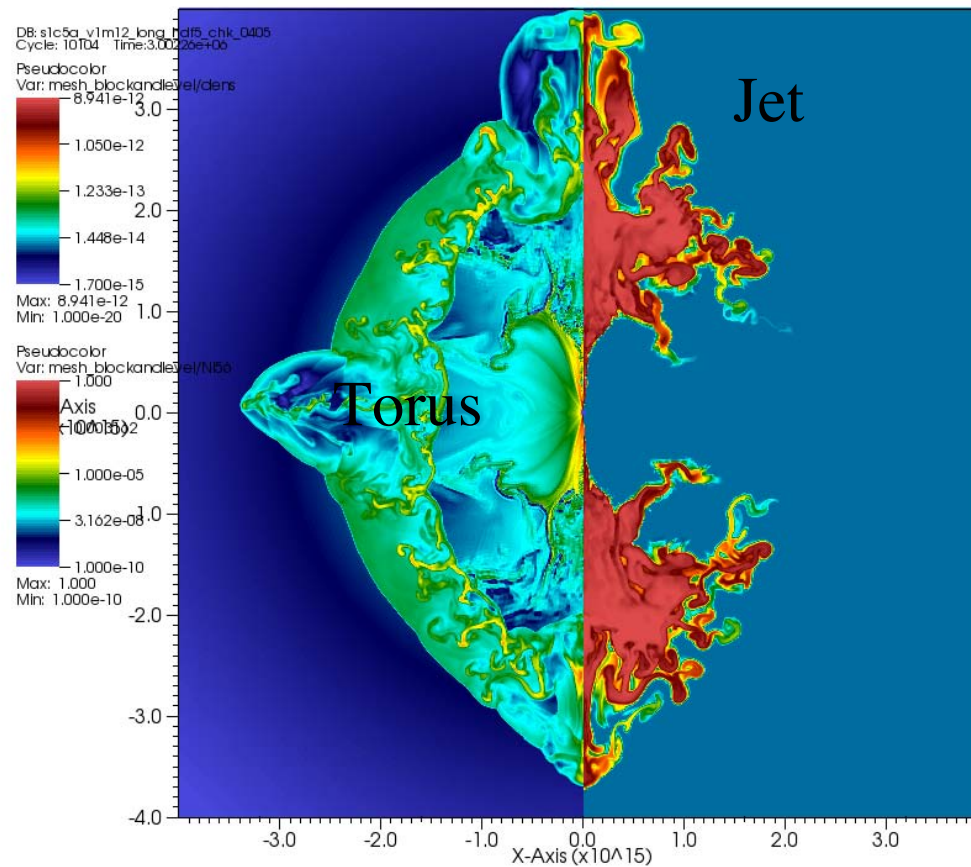 DB: s1c5a_v1m12_long_hdf5_chk_0405
Cycle: 10104 Time:3.00226e+06
Pseudocolor
Var: mesh_blockandlevel/dens
8.941e-12
1.050e-12
1.233e-13
1.448e-14
1.700e-15
Max: 8.941e-12
Min: 1.000e-20
Pseudocolor
Var: mesh_blockandlevel/Ni56
1.000
Axis
1.000e-05
3.162e-08
1.000e-10
Max: 1.000
Min: 1.000e-10
3.0
2.0
1.0
0.0
-1.0
-2.0
-3.0
-4.0
Jet
Torus
-3.0 -2.0 -1.0 0.0 1.0 2.0 3.0
X-Axis (x10^15)